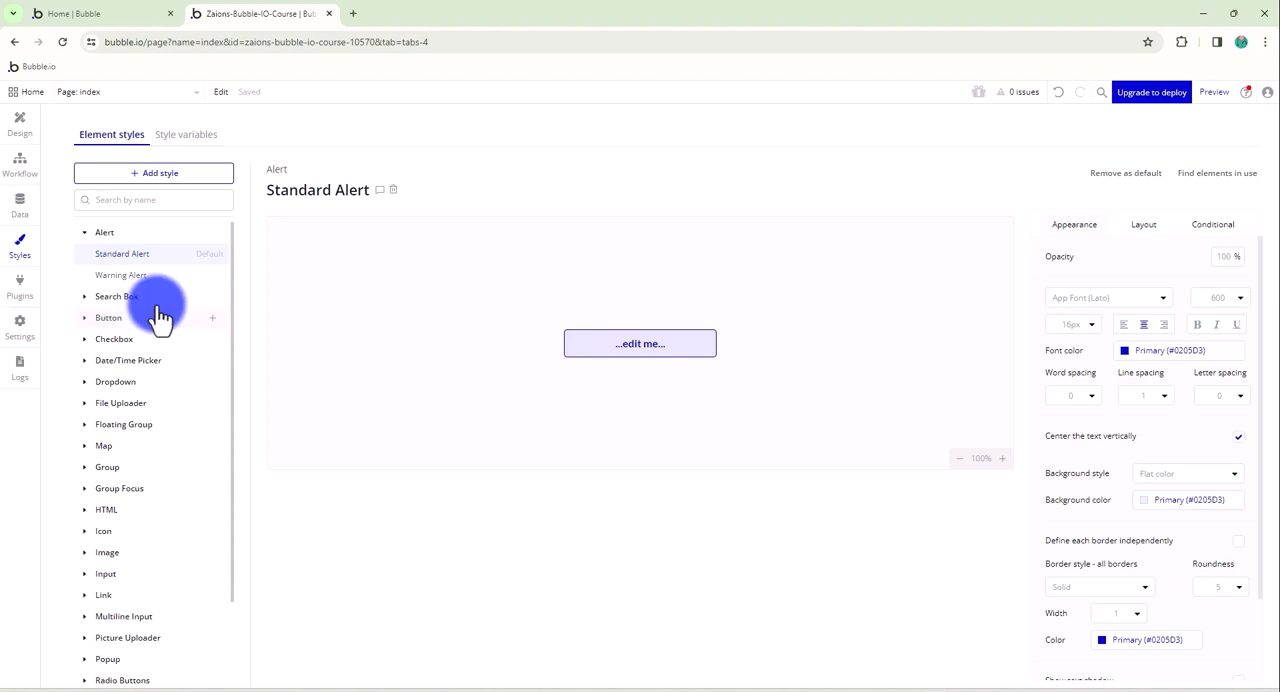 Home | Bubble
Zaions-Bubble-IO-Course | Bub
bubble.io/page?name=index&id=zaions-bubble-io-course-10570&tab=tabs-4
Bubble.io
Home
Page: index
Edit
Saved
0 issues
Upgrade to deploy
Preview
Design
Workflow
Data
Styles
Plugins
Settings
Logs
Element styles
Style variables
+ Add style
Search by name
Alert
Standard Alert
Default
Warning Alert
Search Bo
Button
Checkbox
Date/Time Picker
Dropdown
File Uploader
Floating Group
Map
Group
Group Focus
HTML
Icon
Image
Input
Link
Multiline Input
Picture Uploader
Popup
Radio Buttons
Alert
Standard Alert
Remove as default
Find elements in use
...edit me...
100%
Appearance
Layout
Conditional
Opacity
100 %
App Font (Lato)
600
16px
B I U
Font color
Primary (#0205D3)
Word spacing
Line spacing
Letter spacing
0
1
0
Center the text vertically
Background style
Flat color
Background color
Primary (#0205D3)
Define each border independently
Border style - all borders
Roundness
Solid
5
Width
1
Color
Primary (#0205D3)
Show text shadow